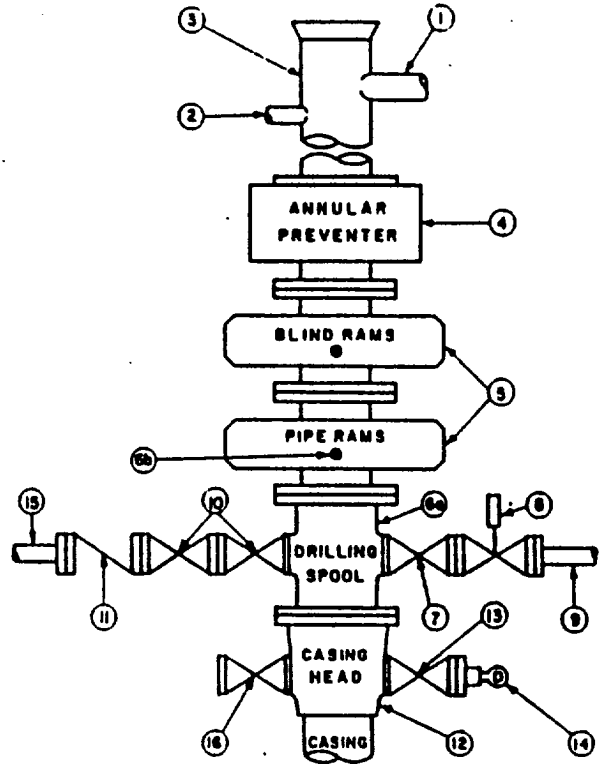 3
1
2
ANNULAR
PREVENTER
4
BLIND RAMS
5
PIPE RAMS
6b
6a
8
15
10
DRILLING
SPOOL
11
7
9
13
CASING
HEAD
16
12
14
CASING